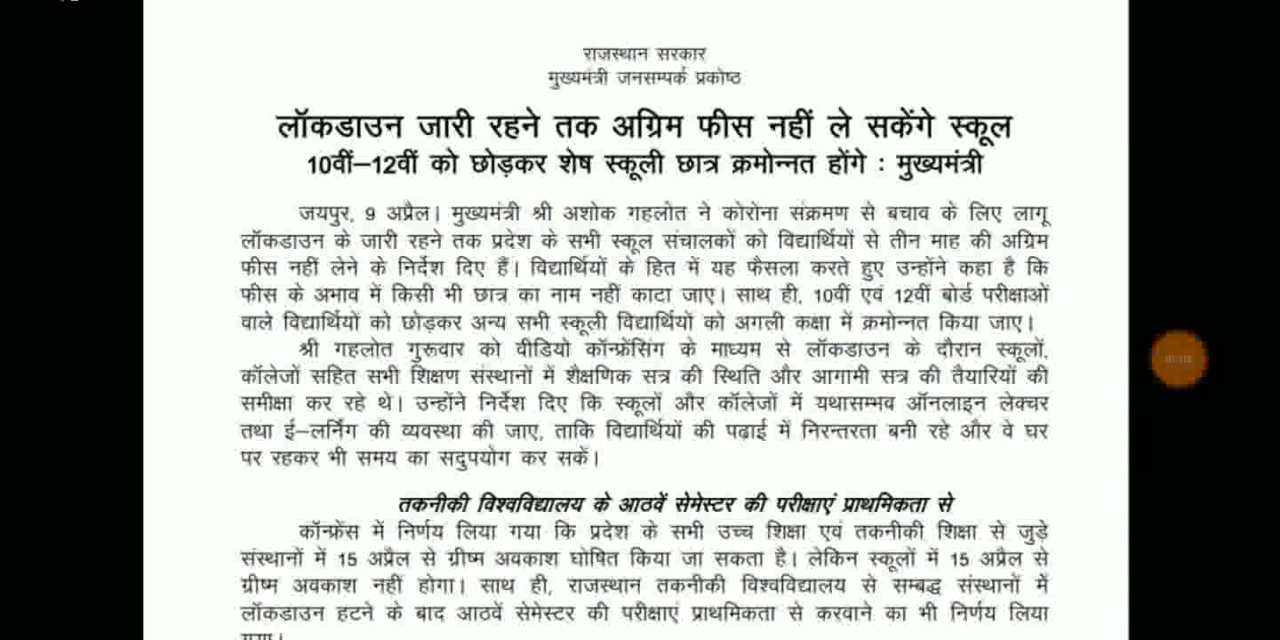 राजस्थान सरकार
मुख्यमंत्री जनसम्पर्क प्रकोष्ठ
लॉकडाउन जारी रहने तक अग्रिम फीस नहीं ले सकेंगे स्कूल
10वीं–12वीं को छोड़कर शेष स्कूली छात्र क्रमोन्नत होंगे : मुख्यमंत्री
जयपुर, 9 अप्रैल। मुख्यमंत्री श्री अशोक गहलोत ने कोरोना संक्रमण से बचाव के लिए लागू
लॉकडाउन के जारी रहने तक प्रदेश के सभी स्कूल संचालकों को विद्यार्थियों से तीन माह की अग्रिम
फीस नहीं लेने के निर्देश दिए हैं। विद्यार्थियों के हित में यह फैसला करते हुए उन्होंने कहा है कि
फीस के अभाव में किसी भी छात्र का नाम नहीं काटा जाए। साथ ही, 10वीं एवं 12वीं बोर्ड परीक्षाओं
वाले विद्यार्थियों को छोड़कर अन्य सभी स्कूली विद्यार्थियों को अगली कक्षा में क्रमोन्नत किया जाए।
श्री गहलोत गुरूवार को वीडियो कॉन्फ्रेंसिंग के माध्यम से लॉकडाउन के दौरान स्कूलों,
कॉलेजों सहित सभी शिक्षण संस्थानों में शैक्षणिक सत्र की स्थिति और आगामी सत्र की तैयारियों की
समीक्षा कर रहे थे। उन्होंने निर्देश दिए कि स्कूलों और कॉलेजों में यथासम्भव ऑनलाइन लेक्चर
तथा ई–लर्निंग की व्यवस्था की जाए, ताकि विद्यार्थियों की पढ़ाई में निरन्तरता बनी रहे और वे घर
पर रहकर भी समय का सदुपयोग कर सकें।
तकनीकी विश्वविद्यालय के आठवें सेमेस्टर की परीक्षाएं प्राथमिकता से
कॉन्फ्रेंस में निर्णय लिया गया कि प्रदेश के सभी उच्च शिक्षा एवं तकनीकी शिक्षा से जुड़े
संस्थानों में 15 अप्रैल से ग्रीष्म अवकाश घोषित किया जा सकता है। लेकिन स्कूलों में 15 अप्रैल से
ग्रीष्म अवकाश नहीं होगा। साथ ही, राजस्थान तकनीकी विश्वविद्यालय से सम्बद्ध संस्थानों में
लॉकडाउन हटने के बाद आठवें सेमेस्टर की परीक्षाएं प्राथमिकता से करवाने का भी निर्णय लिया
गया।